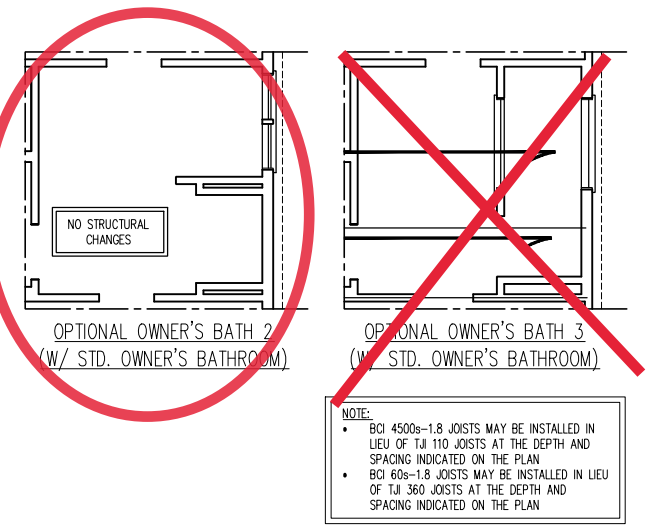 NO STRUCTURAL
CHANGES
OPTIONAL OWNER'S BATH 2
(W/ STD. OWNER'S BATHROOM)
OPTIONAL OWNER'S BATH 3
(W/ STD. OWNER'S BATHROOM)
NOTE:
• BCI 4500s-1.8 JOISTS MAY BE INSTALLED IN
LIEU OF TJI 110 JOISTS AT THE DEPTH AND
SPACING INDICATED ON THE PLAN
• BCI 60s-1.8 JOISTS MAY BE INSTALLED IN LIEU
OF TJI 360 JOISTS AT THE DEPTH AND
SPACING INDICATED ON THE PLAN